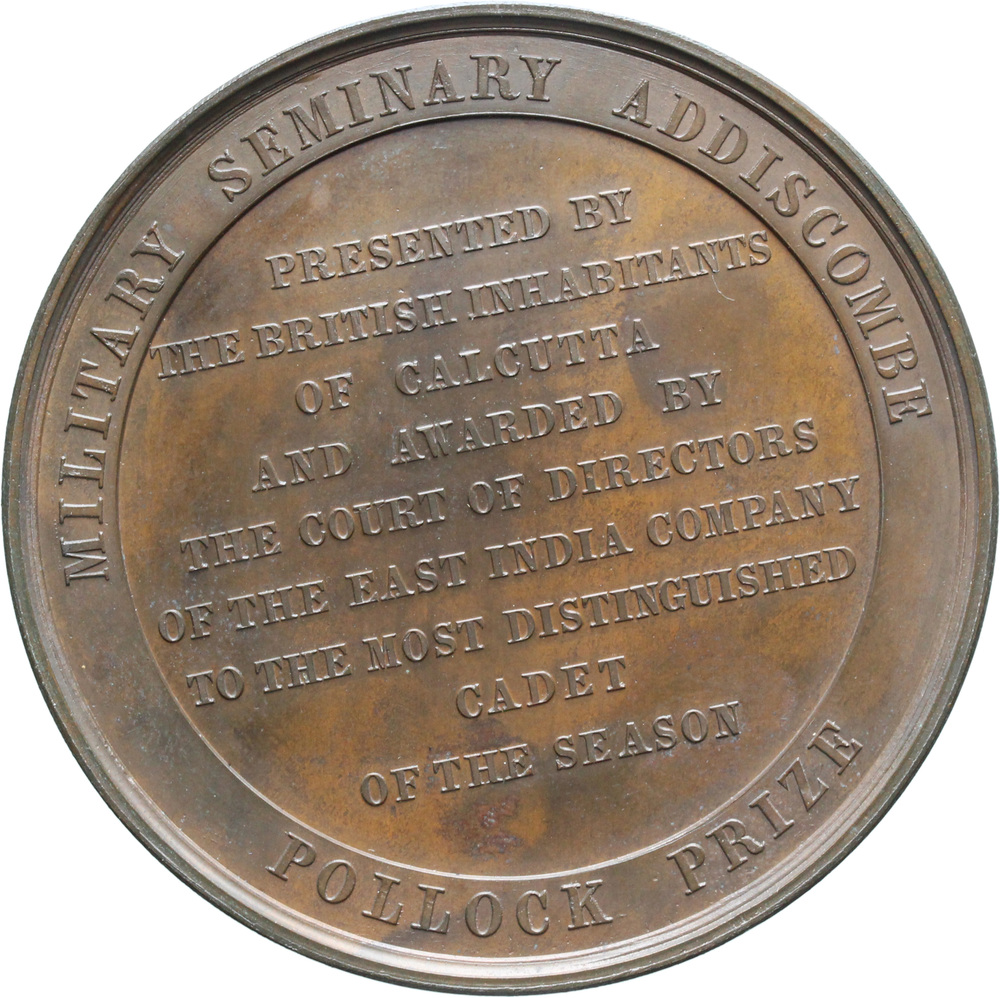 MILITARY SEMINARY ADDISCOMBE
PRESENTED BY
THE BRITISH INHABITANTS
OF CALCUTTA
AND AWARDED BY
THE COURT OF DIRECTORS
OF THE EAST INDIA COMPANY
TO THE MOST DISTINGUISHED
CADET
OF THE SEASON
POLLOCK PRIZE